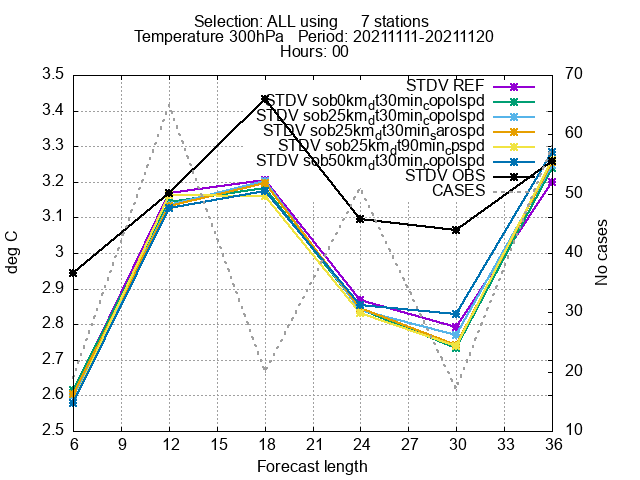 Selection: ALL using 7 stations
Temperature 300hPa Period: 20211111-20211120
Hours: 00
STDV REF
STDV sob0km_dt30min_copolspd
STDV sob25km_dt30min_copolspd
STDV sob25km_dt30min_sarospd
STDV sob25km_dt90min_cpspd
STDV sob50km_dt30min_copolspd
STDV OBS
CASES
3.5
3.4
3.3
3.2
3.1
3
2.9
2.8
2.7
2.6
2.5
deg C
70
60
50
40
30
20
10
No cases
6 9 12 15 18 21 24 27 30 33 36
Forecast length